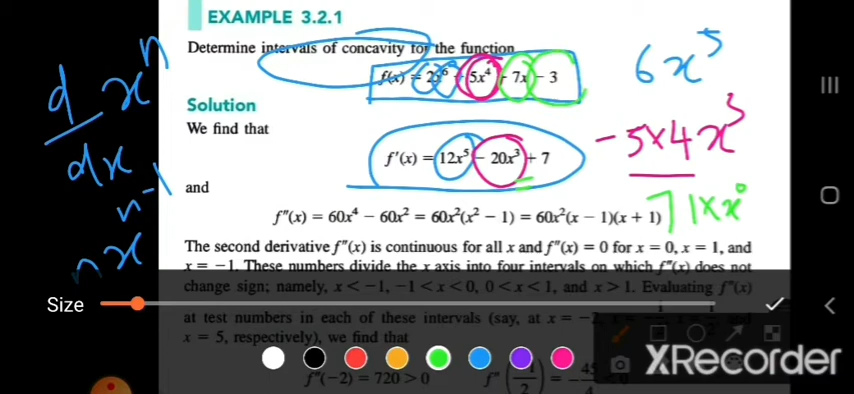 EXAMPLE 3.2.1
Determine intervals of concavity for the function
f(x) = 2x⁶ − 5x⁴ + 7x − 3
6x⁵
d/dx xⁿ
Solution
We find that
f′(x) = 12x⁵ − 20x³ + 7
− 5×4x³
and
n x^(n-1)
f″(x) = 60x⁴ − 60x² = 60x²(x² − 1) = 60x²(x − 1)(x + 1)
7 1×x⁰
The second derivative f″(x) is continuous for all x and f″(x) = 0 for x = 0, x = 1, and
x = −1. These numbers divide the x axis into four intervals on which f″(x) does not
change sign; namely, x < −1, −1 < x < 0, 0 < x < 1, and x > 1. Evaluating f″(x)
Size
at test numbers in each of these intervals (say, at x = −2,
x = 5, respectively), we find that
XRecorder
f″(−2) = 720 > 0